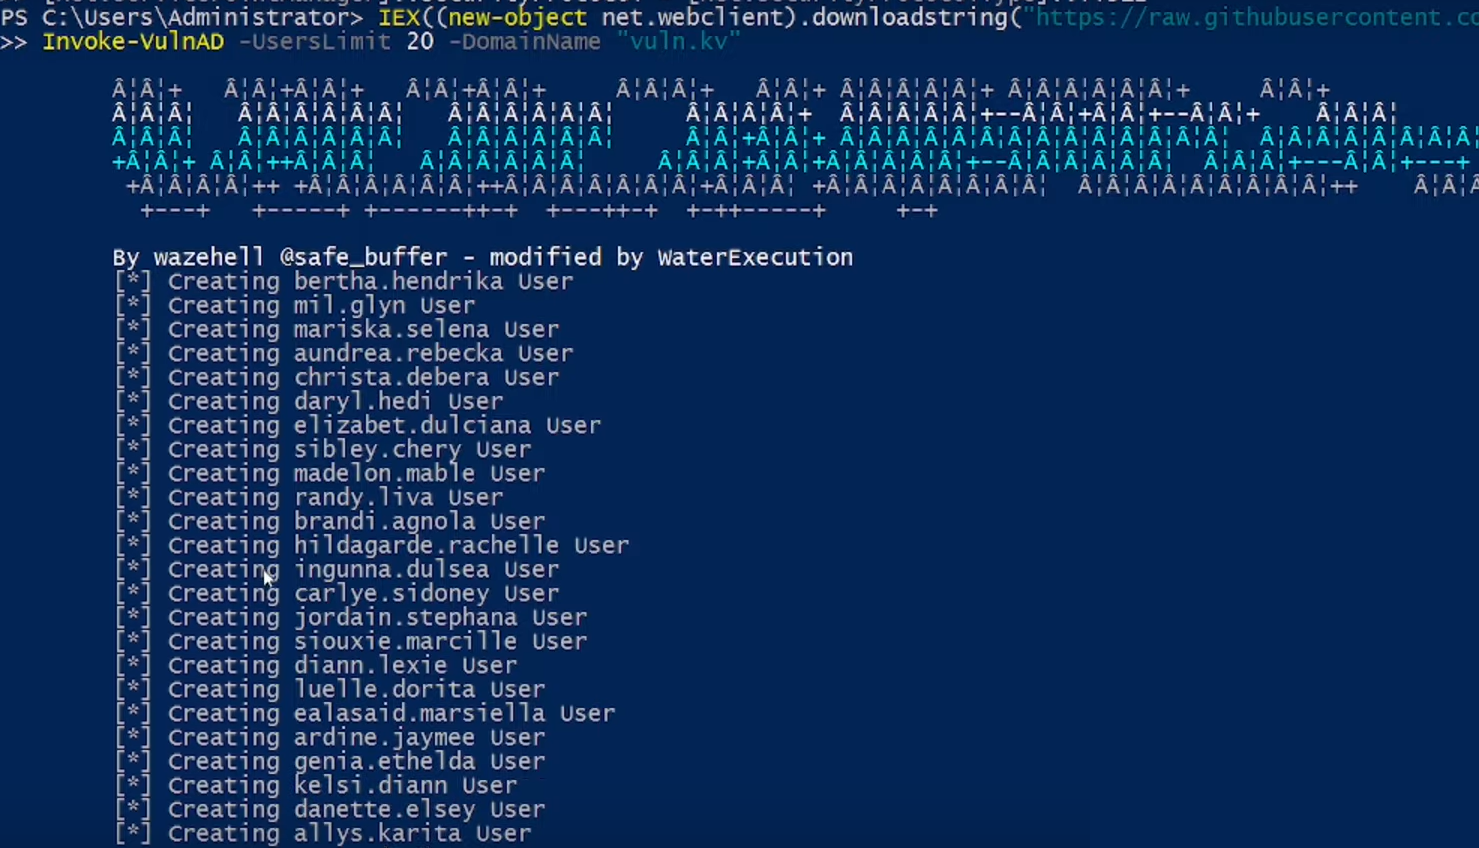 PS C:\Users\Administrator> IEX((new-object net.webclient).downloadstring("https://raw.githubusercontent.co
>> Invoke-VulnAD -UsersLimit 20 -DomainName "vuln.kv"
By wazehell @safe_buffer - modified by WaterExecution
[*] Creating bertha.hendrika User
[*] Creating mil.glyn User
[*] Creating mariska.selena User
[*] Creating aundrea.rebecka User
[*] Creating christa.debera User
[*] Creating daryl.hedi User
[*] Creating elizabet.dulciana User
[*] Creating sibley.chery User
[*] Creating madelon.mable User
[*] Creating randy.liva User
[*] Creating brandi.agnola User
[*] Creating hildagarde.rachelle User
[*] Creating ingunna.dulsea User
[*] Creating carlye.sidoney User
[*] Creating jordain.stephana User
[*] Creating siouxie.marcille User
[*] Creating diann.lexie User
[*] Creating luelle.dorita User
[*] Creating ealasaid.marsiella User
[*] Creating ardine.jaymee User
[*] Creating genia.ethelda User
[*] Creating kelsi.diann User
[*] Creating danette.elsey User
[*] Creating allys.karita User